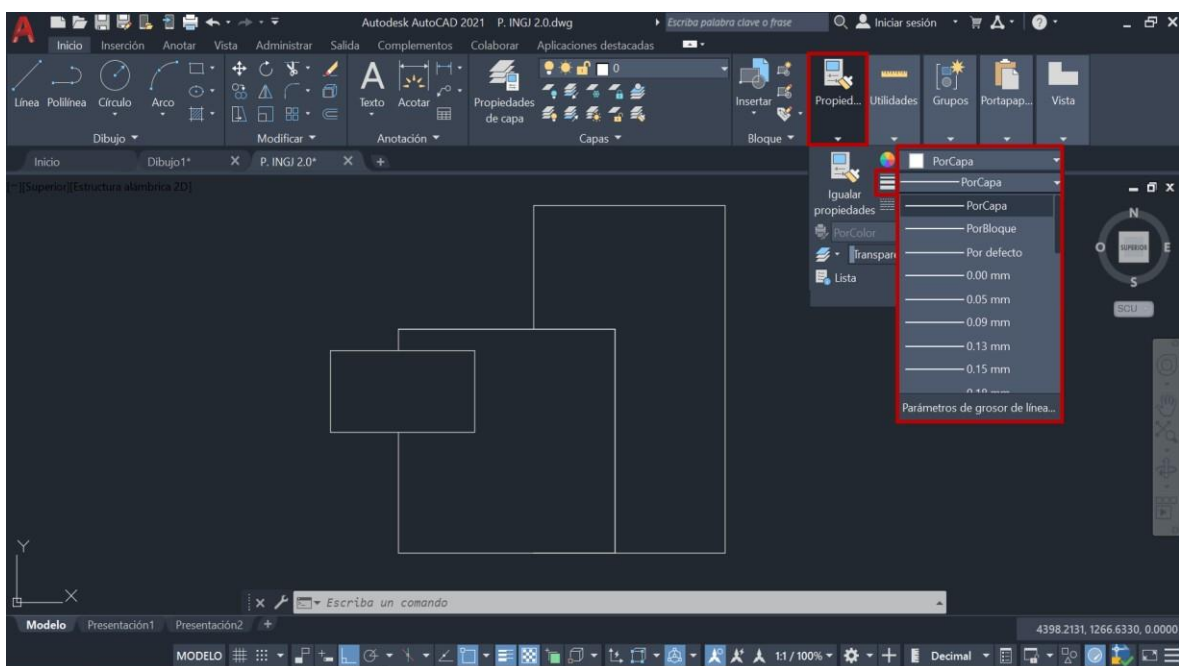 Autodesk AutoCAD 2021 P. INGJ 2.0.dwg
Escriba palabra clave o frase
Iniciar sesión
Inicio Inserción Anotar Vista Administrar Salida Complementos Colaborar Aplicaciones destacadas
0
Línea Polilínea Círculo Arco
Texto Acotar
Propiedades de capa
Insertar
Propied... Utilidades Grupos Portapap... Vista
Dibujo Modificar Anotación Capas Bloque
Inicio Dibujo1* P. INGJ 2.0* +
PorCapa
[−][Superior][Estructura alámbrica 2D]
Igualar
propiedades
PorCapa
PorCapa
PorColor
PorBloque
Transpare
Por defecto
Lista
0.00 mm
0.05 mm
0.09 mm
0.13 mm
0.15 mm
0.18 mm
Parámetros de grosor de línea...
N
O SUPERIOR E
S
SCU
Y
X
Escriba un comando
Modelo Presentación1 Presentación2 +
4398.2131, 1266.6330, 0.0000
MODELO 1:1 / 100% Decimal